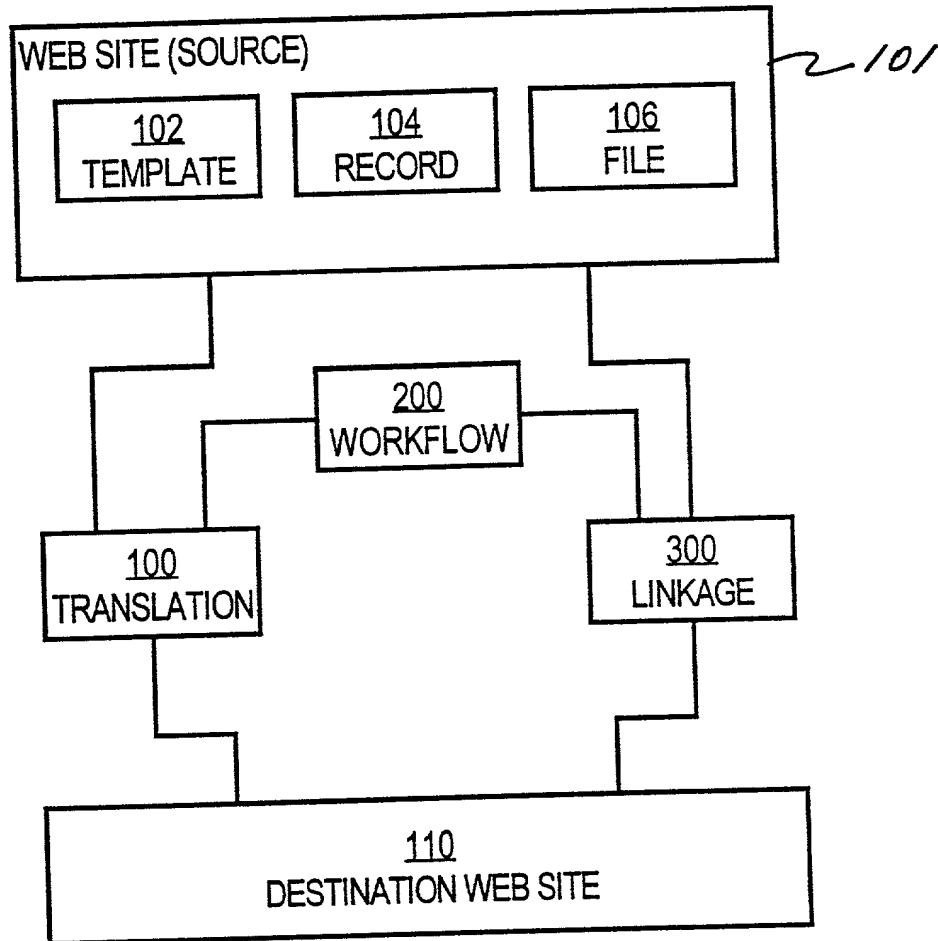 WEB SITE (SOURCE)
101
102
TEMPLATE
104
RECORD
106
FILE
200
WORKFLOW
100
TRANSLATION
300
LINKAGE
110
DESTINATION WEB SITE